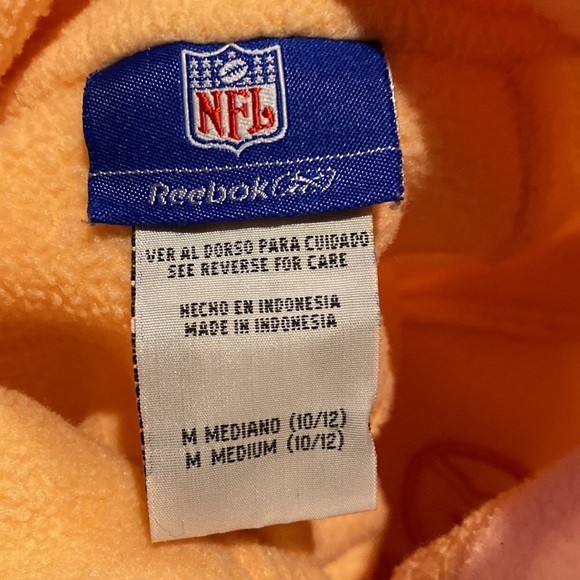 NFL
Reebok
VER AL DORSO PARA CUIDADO
SEE REVERSE FOR CARE
HECHO EN INDONESIA
MADE IN INDONESIA
M MEDIANO (10/12)
M MEDIUM (10/12)